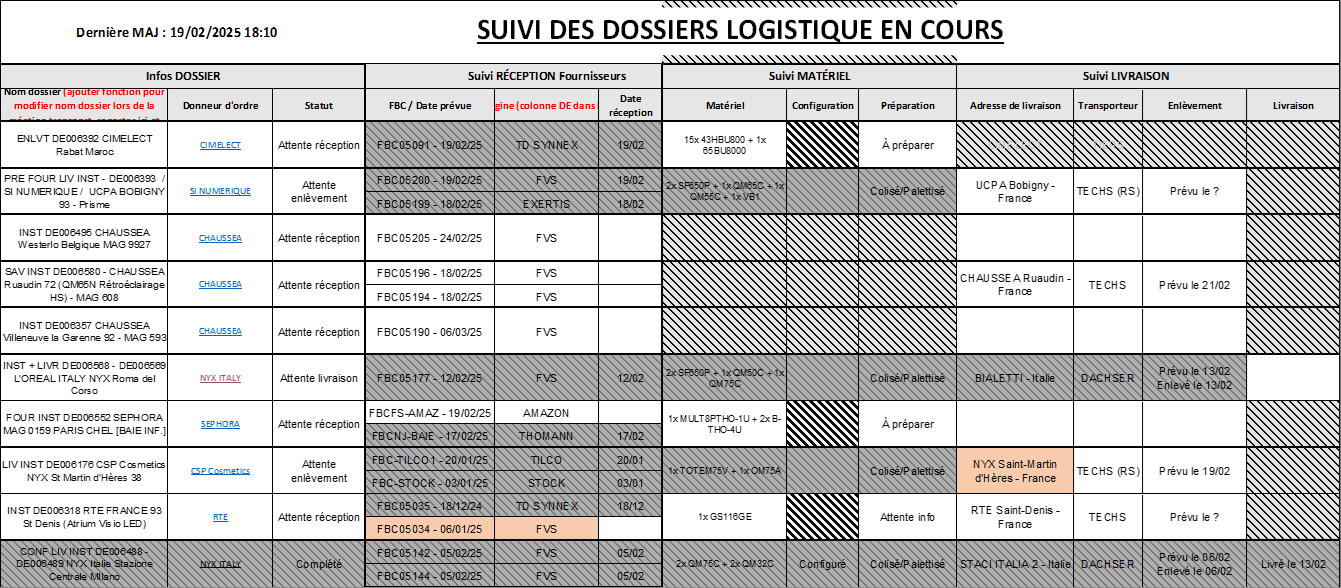 Dernière MAJ : 19/02/2025 18:10
SUIVI DES DOSSIERS LOGISTIQUE EN COURS
Infos DOSSIER
Suivi RÉCEPTION Fournisseurs
Suivi MATÉRIEL
Suivi LIVRAISON
Nom dossier (ajouter fonction pour
modifier nom dossier lors de la
Donneur d'ordre
Statut
FBC / Date prévue
gine (colonne DE dans
Date
réception
Matériel
Configuration
Préparation
Adresse de livraison
Transporteur
Enlèvement
Livraison
ENLVT DE006392 CIMELECT
Rabat Maroc
CIMELECT
Attente réception
FBC05091 - 19/02/25
TD SYNNEX
19/02
15x 43HBU800 + 1x
65BU8000
À préparer
PRE FOUR LIV INST - DE006393 /
SI NUMERIQUE / UCPA BOBIGNY
93 - Prisme
SI NUMERIQUE
Attente
enlèvement
FBC05200 - 19/02/25
FVS
19/02
FBC05199 - 18/02/25
EXERTIS
18/02
2x SF650P + 1x QM65C + 1x
QM55C + 1x VB1
Colisé/Palettisé
UCPA Bobigny -
France
TECHS (RS)
Prévu le ?
INST DE006495 CHAUSSEA
Westerlo Belgique MAG 9927
CHAUSSEA
Attente réception
FBC05205 - 24/02/25
FVS
SAV INST DE006580 - CHAUSSEA
Ruaudin 72 (QM65N Rétroéclairage
HS) - MAG 608
CHAUSSEA
Attente réception
FBC05196 - 18/02/25
FVS
FBC05194 - 18/02/25
FVS
CHAUSSEA Ruaudin -
France
TECHS
Prévu le 21/02
INST DE006357 CHAUSSEA
Villeneuve la Garenne 92 - MAG 593
CHAUSSEA
Attente réception
FBC05190 - 06/03/25
FVS
INST + LIVR DE006568 - DE006569
L'OREAL ITALY NYX Roma del
Corso
NYX ITALY
Attente livraison
FBC05177 - 12/02/25
FVS
12/02
2x SF650P + 1x QM50C + 1x
QM75C
Colisé/Palettisé
BIALETTI - Italie
DACHSER
Prévu le 13/02
Enlevé le 13/02
FOUR INST DE006552 SEPHORA
MAG 0159 PARIS CHEL [BAIE INF.]
SEPHORA
Attente réception
FBCFS-AMAZ - 19/02/25
AMAZON
FBCNJ-BAIE - 17/02/25
THOMANN
17/02
1x MULT8PTHO-1U + 2x B-
THO-4U
À préparer
LIV INST DE006176 CSP Cosmetics
NYX St Martin d'Hères 38
CSP Cosmetics
Attente
enlèvement
FBC-TILCO1 - 20/01/25
TILCO
20/01
FBC-STOCK - 03/01/25
STOCK
03/01
1x TOTEM75V + 1x OM75A
Colisé/Palettisé
NYX Saint-Martin
d'Hères - France
TECHS (RS)
Prévu le 19/02
INST DE006318 RTE FRANCE 93
St Denis (Atrium Visio LED)
RTE
Attente réception
FBC05035 - 18/12/24
TD SYNNEX
18/12
FBC05034 - 06/01/25
FVS
1x GS116GE
Attente info
RTE Saint-Denis -
France
TECHS
Prévu le ?
CONF LIV INST DE006488 -
DE006489 NYX Italie Stazione
Centrale Milano
NYX ITALY
Complété
FBC05142 - 05/02/25
FVS
05/02
FBC05144 - 05/02/25
FVS
05/02
2x QM75C + 2x QM32C
Configuré
Colisé/Palettisé
STACI ITALIA 2 - Italie
DACHSER
Prévu le 06/02
Enlevé le 06/02
Livré le 13/02